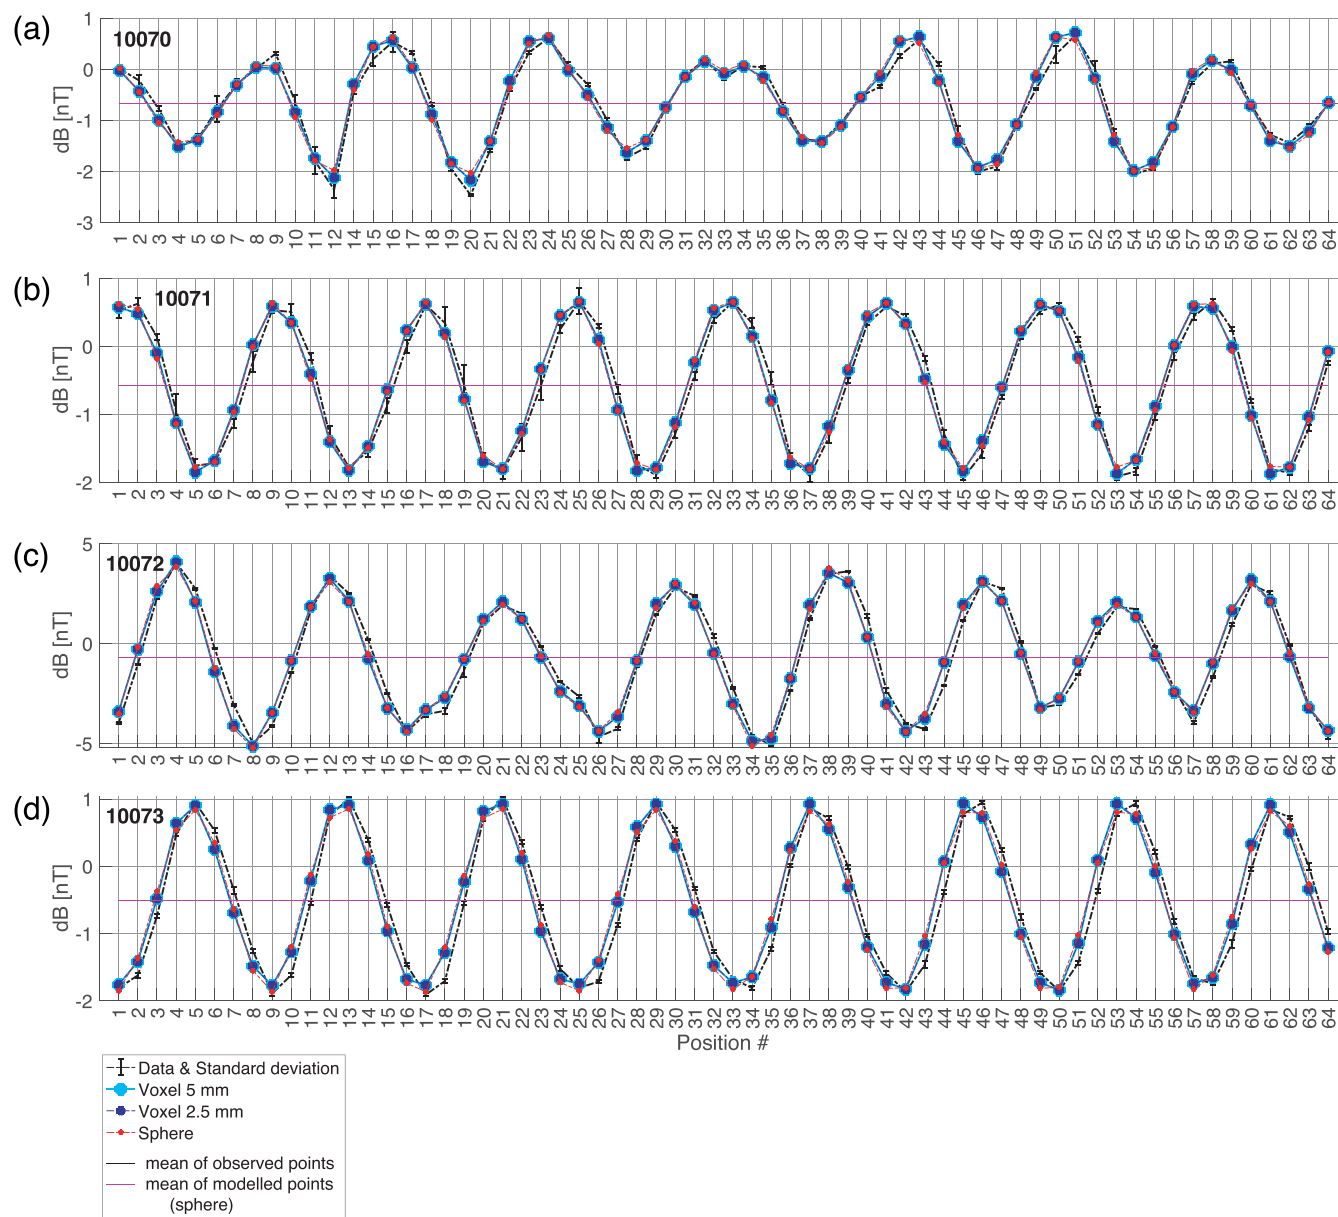 (a)
10070
dB [nT]
1
0
-1
-2
-3
1 2 3 4 5 6 7 8 9 10 11 12 14 15 16 17 18 19 20 21 22 23 24 25 26 27 28 29 30 31 32 33 34 35 36 37 38 39 40 41 42 43 44 45 46 47 48 49 50 51 52 53 54 55 56 57 58 59 60 61 62 63 64
(b)
10071
dB [nT]
1
0
-1
-2
1 2 3 4 5 6 7 8 9 10 11 12 13 14 15 16 17 18 19 20 21 22 23 24 25 26 27 28 29 30 31 32 33 34 35 36 37 38 39 40 41 42 43 44 45 46 47 48 49 50 51 52 53 54 55 56 57 58 59 60 61 62 63 64
(c)
10072
dB [nT]
5
0
-5
1 2 3 4 5 6 7 8 9 10 11 12 13 14 15 16 17 18 19 20 21 22 23 24 25 26 27 28 29 30 31 32 33 34 35 36 37 38 39 40 41 42 43 44 45 46 47 48 49 50 51 52 53 54 55 56 57 58 59 60 61 62 63 64
(d)
10073
dB [nT]
1
0
-1
-2
1 2 3 4 5 6 7 8 9 10 11 12 13 14 15 16 17 18 19 20 21 22 23 24 25 26 27 28 29 30 31 32 33 34 35 36 37 38 39 40 41 42 43 44 45 46 47 48 49 50 51 52 53 54 55 56 57 58 59 60 61 62 63 64
Position #
Data & Standard deviation
Voxel 5 mm
Voxel 2.5 mm
Sphere
mean of observed points
mean of modelled points
(sphere)